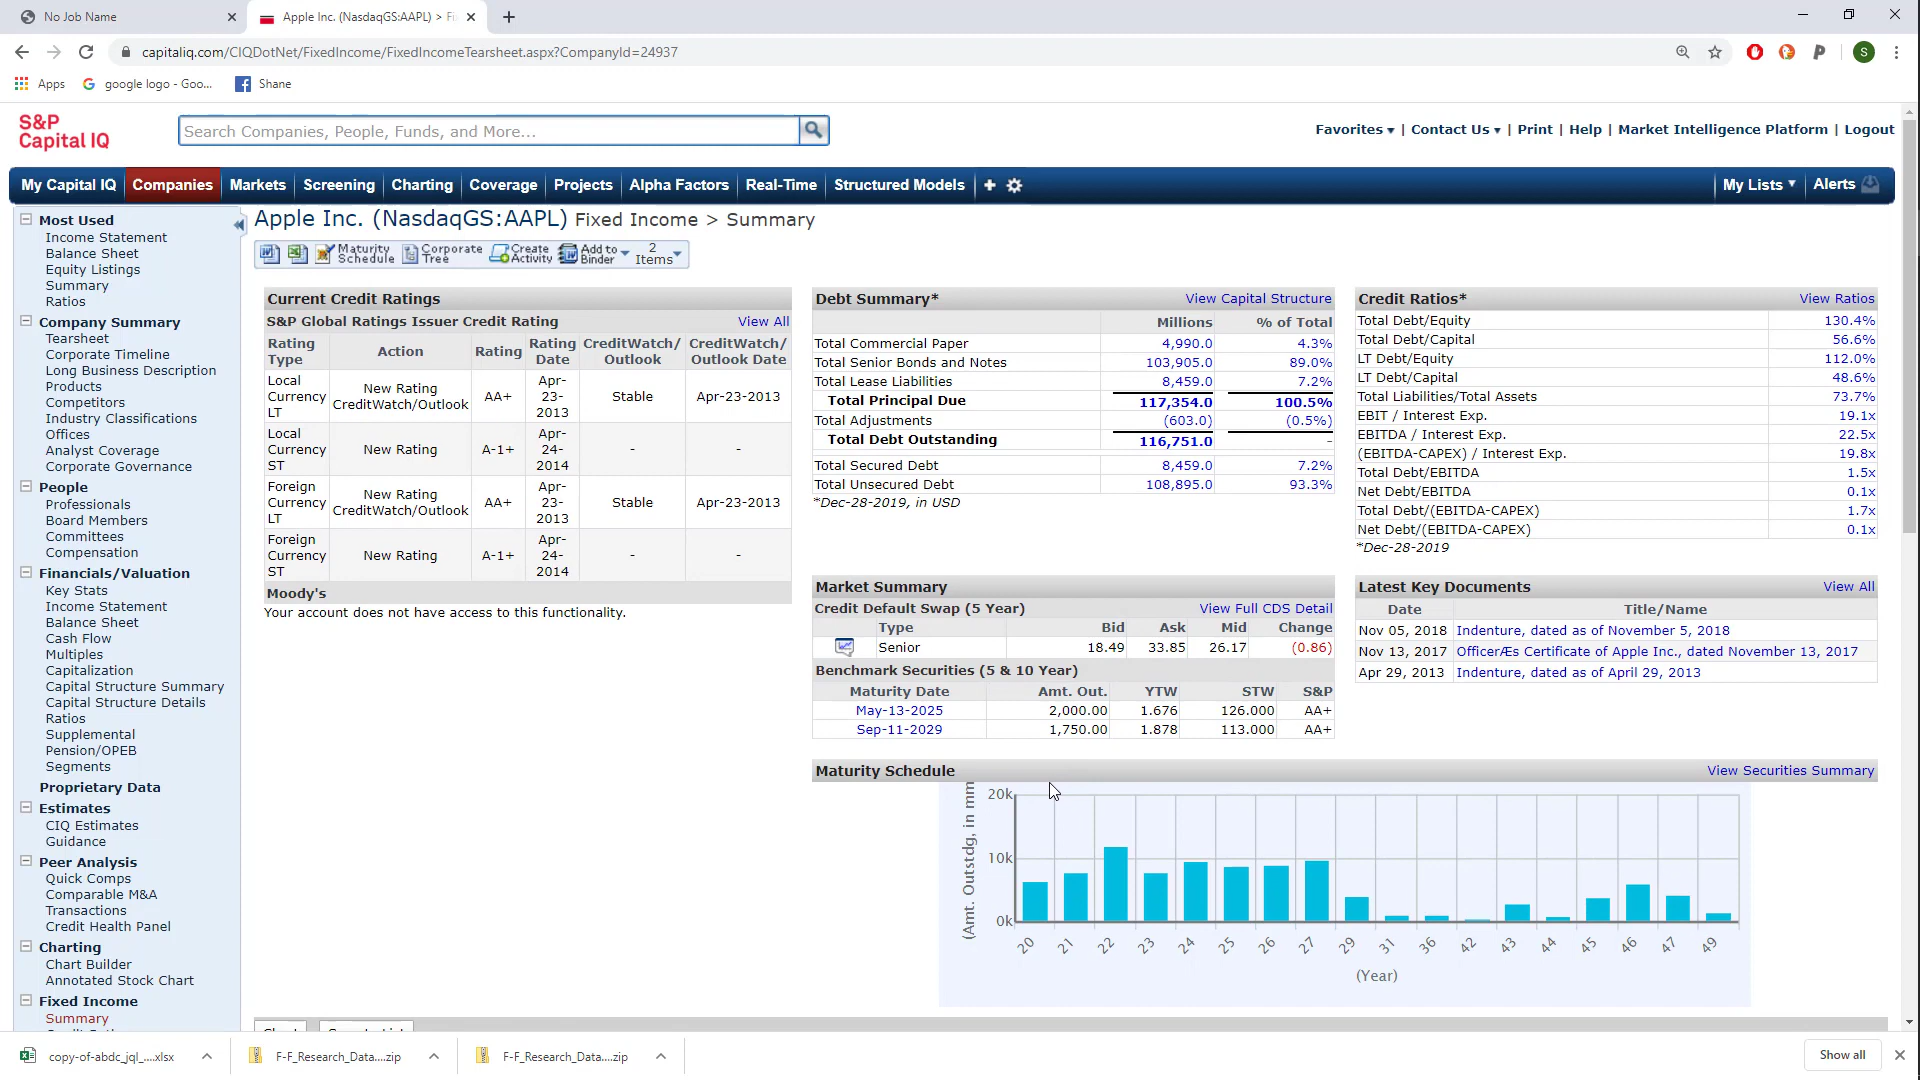 No Job Name
Apple Inc. (NasdaqGS:AAPL) > Fi
capitaliq.com/CIQDotNet/FixedIncome/FixedIncomeTearsheet.aspx?CompanyId=24937
S
Apps
google logo - Goo...
Shane
S&P
Capital IQ
Search Companies, People, Funds, and More...
Favorites | Contact Us | Print | Help | Market Intelligence Platform | Logout
My Capital IQ Companies Markets Screening Charting Coverage Projects Alpha Factors Real-Time Structured Models
My Lists Alerts
Most Used
Income Statement
Balance Sheet
Equity Listings
Summary
Ratios
Company Summary
Tearsheet
Corporate Timeline
Long Business Description
Products
Competitors
Industry Classifications
Offices
Analyst Coverage
Corporate Governance
People
Professionals
Board Members
Committees
Compensation
Financials/Valuation
Key Stats
Income Statement
Balance Sheet
Cash Flow
Multiples
Capitalization
Capital Structure Summary
Capital Structure Details
Ratios
Supplemental
Pension/OPEB
Segments
Proprietary Data
Estimates
CIQ Estimates
Guidance
Peer Analysis
Quick Comps
Comparable M&A
Transactions
Credit Health Panel
Charting
Chart Builder
Annotated Stock Chart
Fixed Income
Summary
Apple Inc. (NasdaqGS:AAPL) Fixed Income > Summary
Maturity Schedule
Corporate Tree
Create Activity
Add to Binder
2 Items
Current Credit Ratings
S&P Global Ratings Issuer Credit Rating View All
Rating Type Action Rating Rating Date CreditWatch/ Outlook CreditWatch/ Outlook Date
Local Currency LT New Rating CreditWatch/Outlook AA+ Apr-23-2013 Stable Apr-23-2013
Local Currency ST New Rating A-1+ Apr-24-2014 - -
Foreign Currency LT New Rating CreditWatch/Outlook AA+ Apr-23-2013 Stable Apr-23-2013
Foreign Currency ST New Rating A-1+ Apr-24-2014 - -
Moody's
Your account does not have access to this functionality.
Debt Summary* View Capital Structure
Millions % of Total
Total Commercial Paper 4,990.0 4.3%
Total Senior Bonds and Notes 103,905.0 89.0%
Total Lease Liabilities 8,459.0 7.2%
Total Principal Due 117,354.0 100.5%
Total Adjustments (603.0) (0.5%)
Total Debt Outstanding 116,751.0 -
Total Secured Debt 8,459.0 7.2%
Total Unsecured Debt 108,895.0 93.3%
*Dec-28-2019, in USD
Credit Ratios* View Ratios
Total Debt/Equity 130.4%
Total Debt/Capital 56.6%
LT Debt/Equity 112.0%
LT Debt/Capital 48.6%
Total Liabilities/Total Assets 73.7%
EBIT / Interest Exp. 19.1x
EBITDA / Interest Exp. 22.5x
(EBITDA-CAPEX) / Interest Exp. 19.8x
Total Debt/EBITDA 1.5x
Net Debt/EBITDA 0.1x
Total Debt/(EBITDA-CAPEX) 1.7x
Net Debt/(EBITDA-CAPEX) 0.1x
*Dec-28-2019
Market Summary
Credit Default Swap (5 Year) View Full CDS Detail
Type Bid Ask Mid Change
Senior 18.49 33.85 26.17 (0.86)
Benchmark Securities (5 & 10 Year)
Maturity Date Amt. Out. YTW STW S&P
May-13-2025 2,000.00 1.676 126.000 AA+
Sep-11-2029 1,750.00 1.878 113.000 AA+
Latest Key Documents View All
Date Title/Name
Nov 05, 2018 Indenture, dated as of November 5, 2018
Nov 13, 2017 OfficerÆs Certificate of Apple Inc., dated November 13, 2017
Apr 29, 2013 Indenture, dated as of April 29, 2013
Maturity Schedule View Securities Summary
(Amt. Outstdg, in mm
20k
10k
0k
20 21 22 23 24 25 26 27 29 31 36 42 43 44 45 46 47 49
(Year)
copy-of-abdc_jql_....xlsx
F-F_Research_Data....zip
F-F_Research_Data....zip
Show all